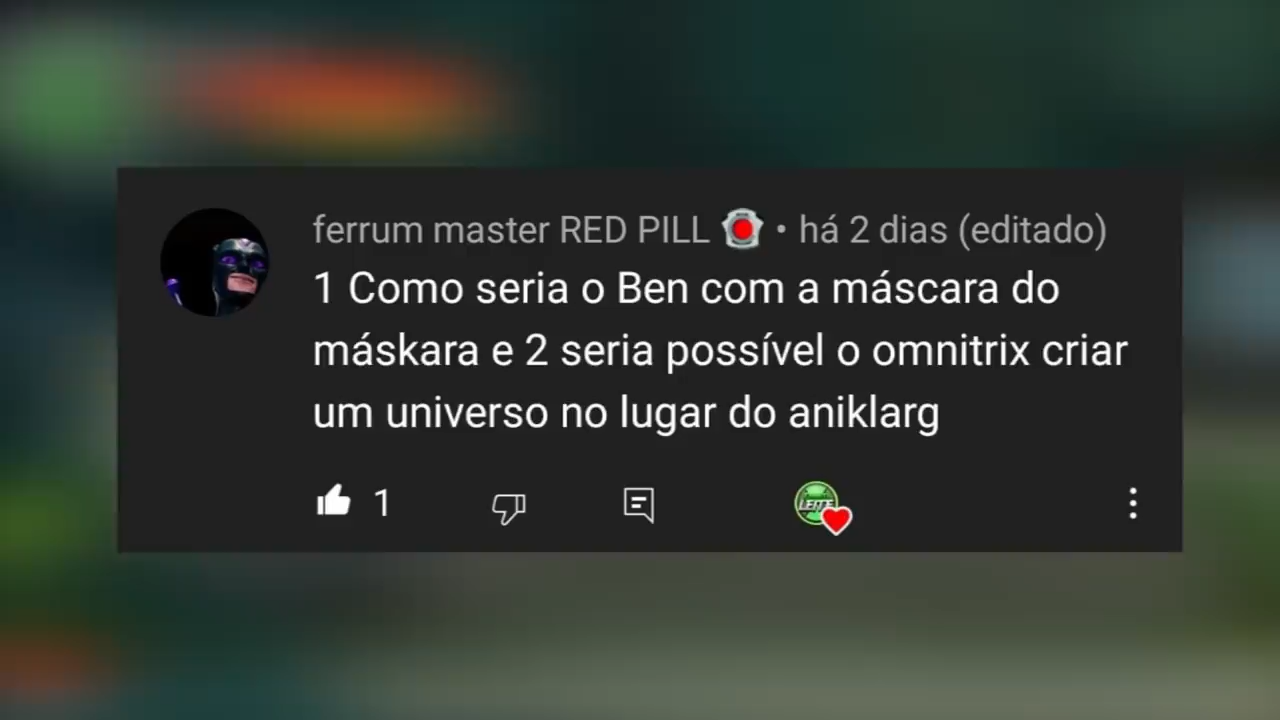 ferrum master RED PILL • há 2 dias (editado)
1 Como seria o Ben com a máscara do
máskara e 2 seria possível o omnitrix criar
um universo no lugar do aniklarg
1
LEITE